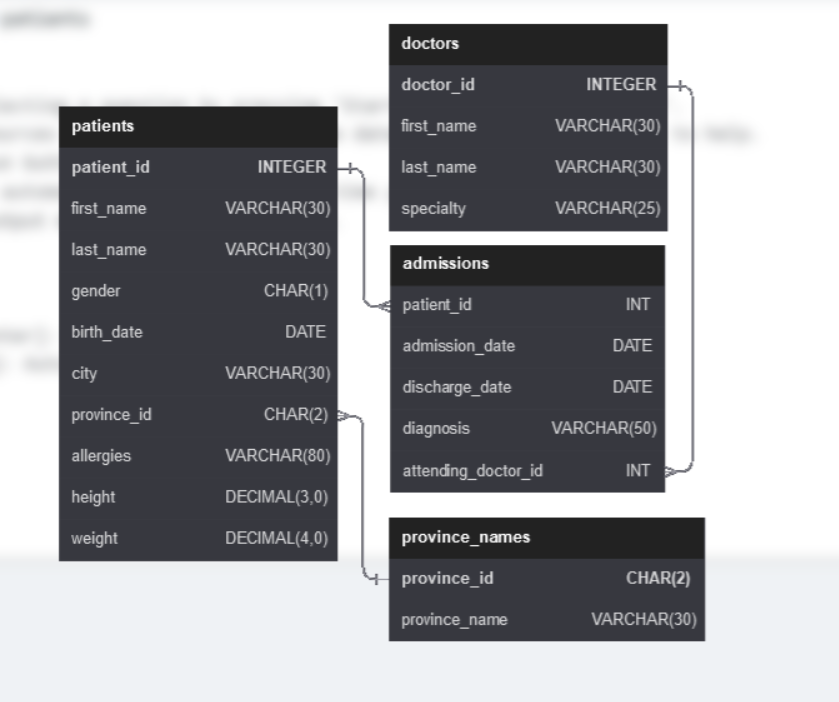 patients
patients
patient_id INTEGER
first_name VARCHAR(30)
last_name VARCHAR(30)
gender CHAR(1)
birth_date DATE
city VARCHAR(30)
province_id CHAR(2)
allergies VARCHAR(80)
height DECIMAL(3,0)
weight DECIMAL(4,0)
doctors
doctor_id INTEGER
first_name VARCHAR(30)
last_name VARCHAR(30)
specialty VARCHAR(25)
admissions
patient_id INT
admission_date DATE
discharge_date DATE
diagnosis VARCHAR(50)
attending_doctor_id INT
province_names
province_id CHAR(2)
province_name VARCHAR(30)